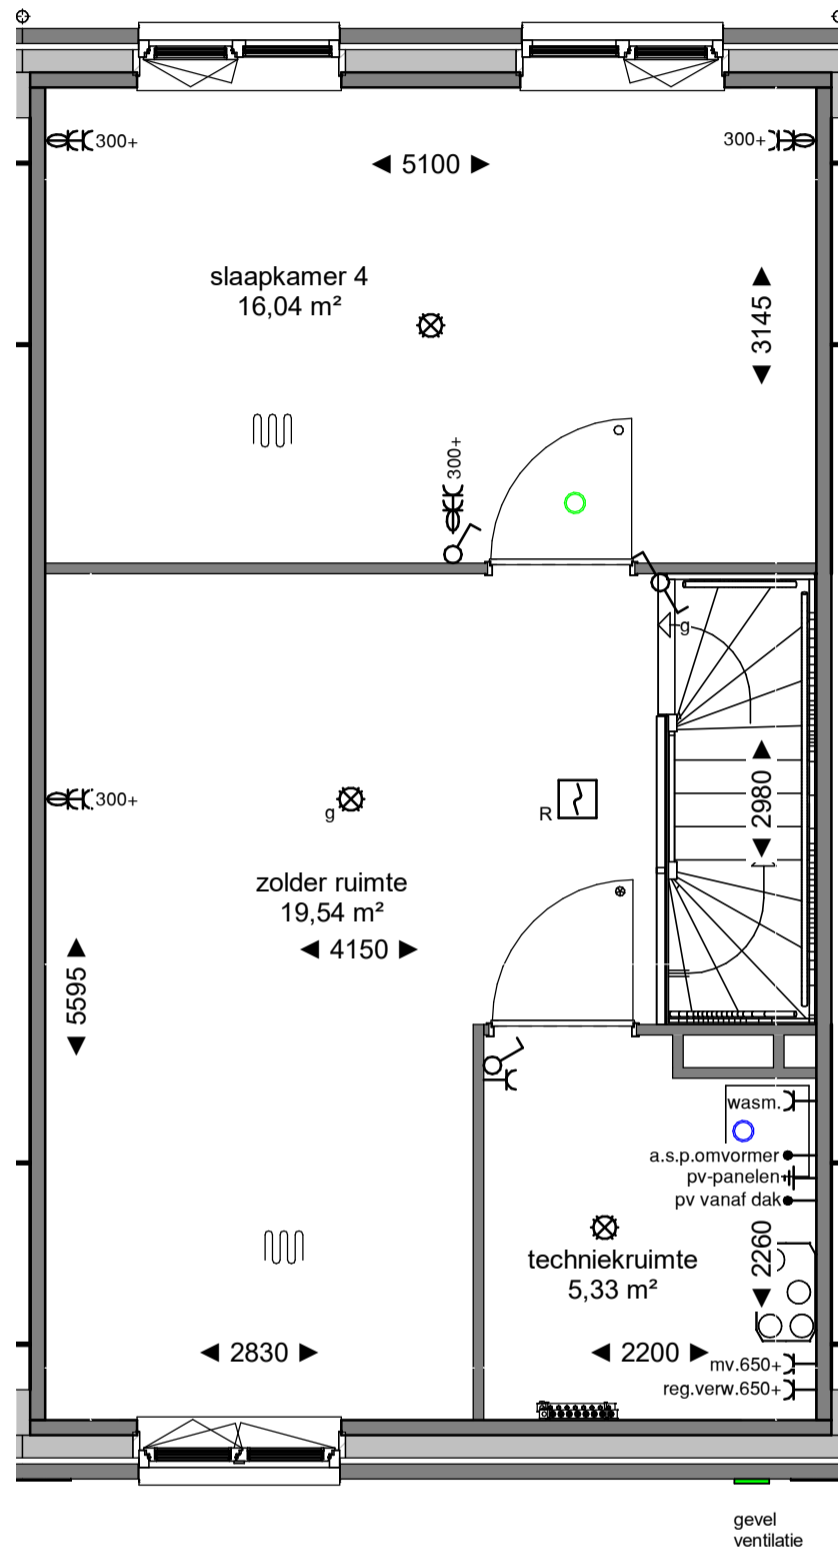 300+
300+
5100
slaapkamer 4
16,04 m²
3145
300+
g
2980
300+
g
R
zolder ruimte
19,54 m²
4150
5595
wasm.
a.s.p.omvormer
pv-panelen
pv vanaf dak
techniekruimte
5,33 m²
2260
2830
2200
mv.650+
reg.verw.650+
gevel
ventilatie